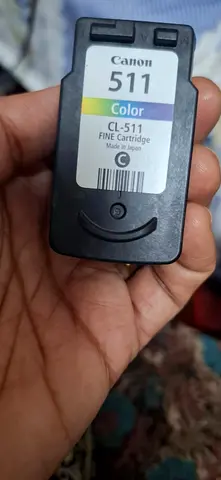 Canon
511
Color
CL-511
FINE Cartridge
Made in Japan
C